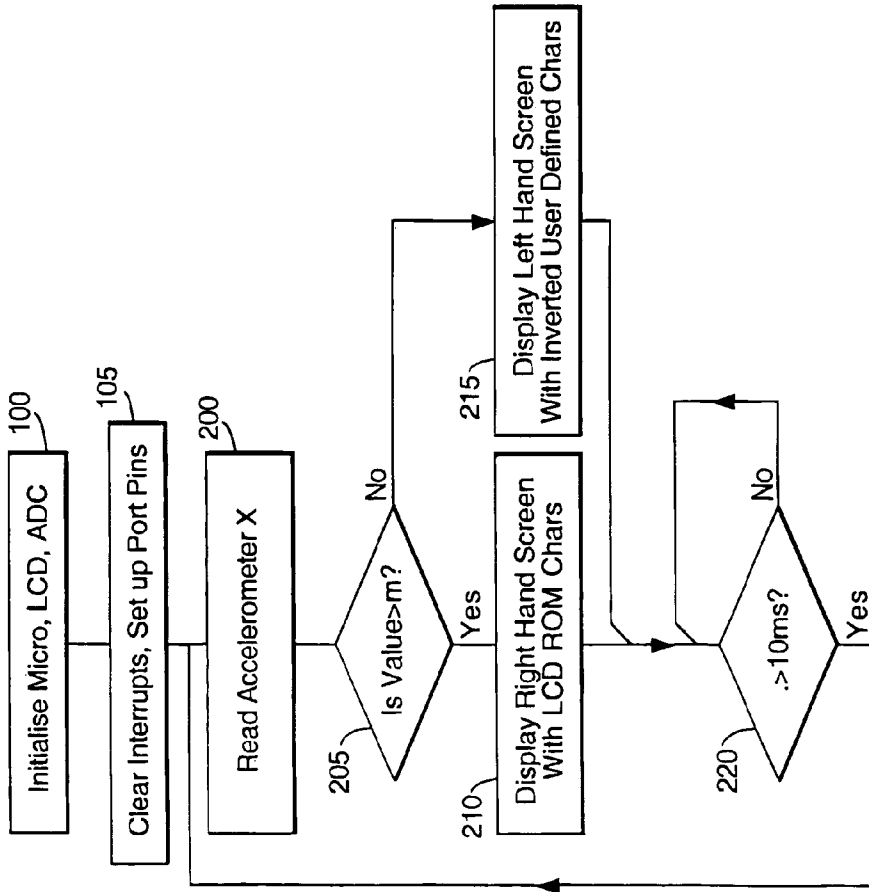 100
Initialise Micro, LCD, ADC
105
Clear Interrupts, Set up Port Pins
200
Read Accelerometer X
205
Is Value>m?
No
Yes
210
Display Right Hand Screen
With LCD ROM Chars
215
Display Left Hand Screen
With Inverted User Defined Chars
220
.>10ms?
No
Yes